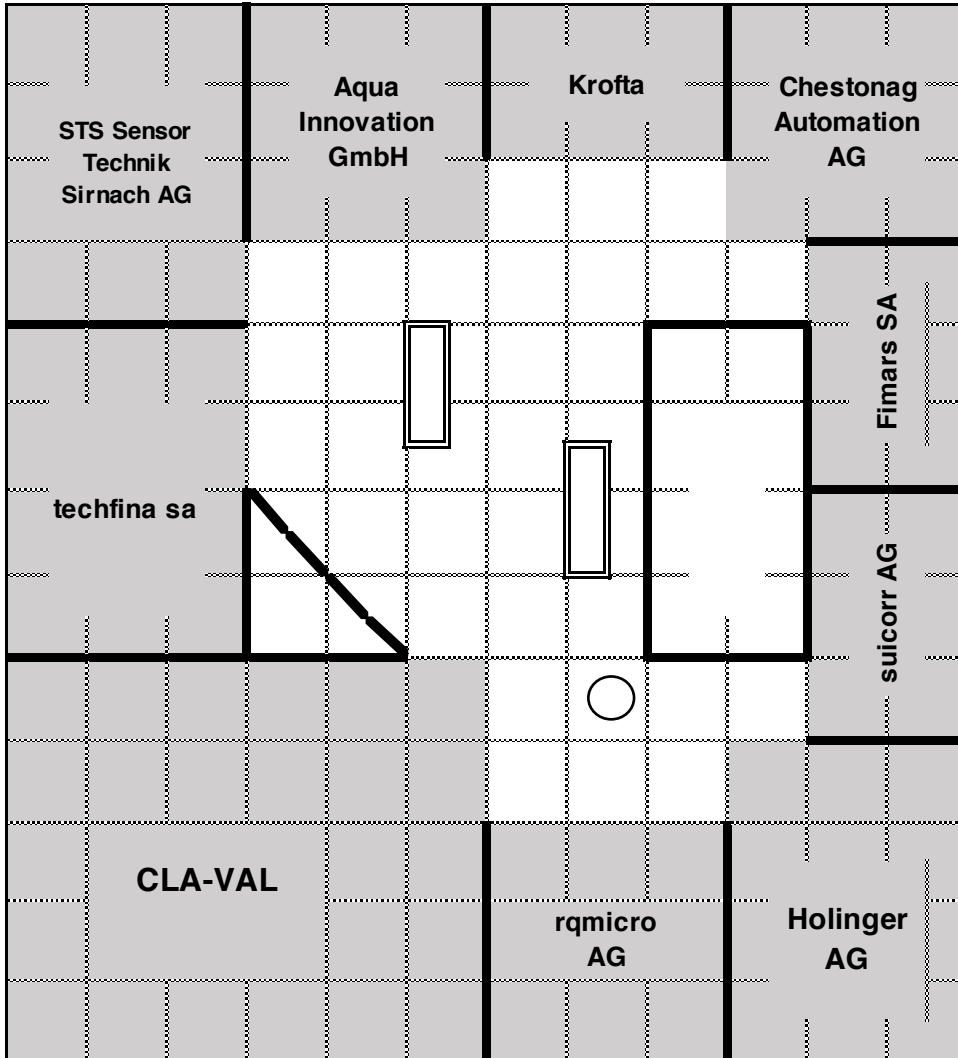 STS Sensor
Technik
Sirnach AG
Aqua
Innovation
GmbH
Krofta
Chestonag
Automation
AG
Fimars SA
techfina sa
suicorr AG
CLA-VAL
rqmicro
AG
Holinger
AG